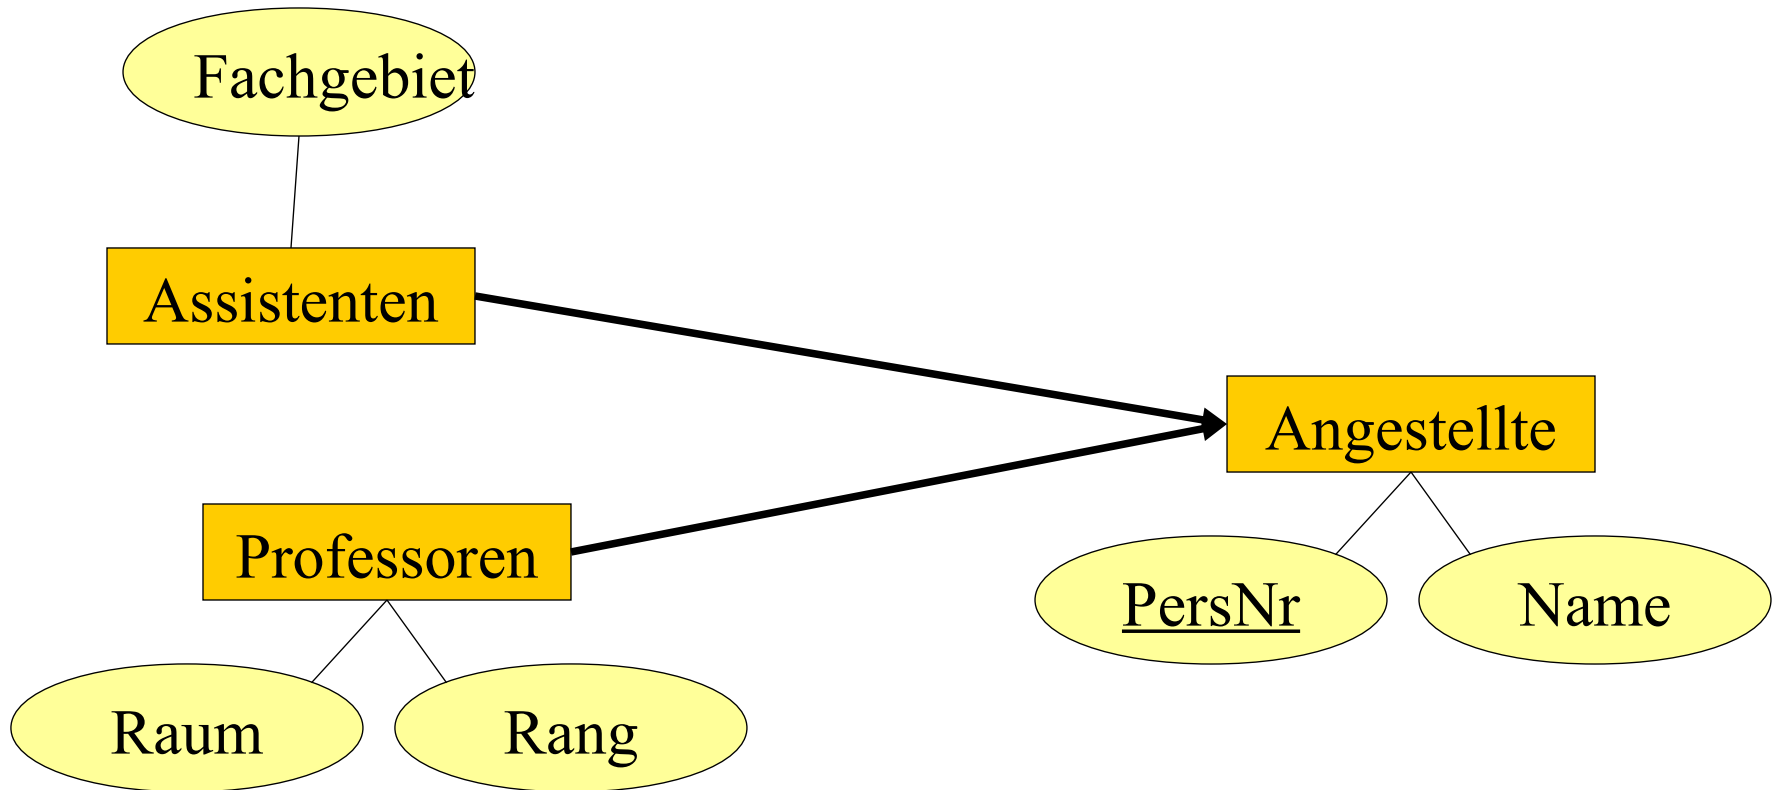 Fachgebiet
Assistenten
Angestellte
Professoren
PersNr
Name
Raum
Rang